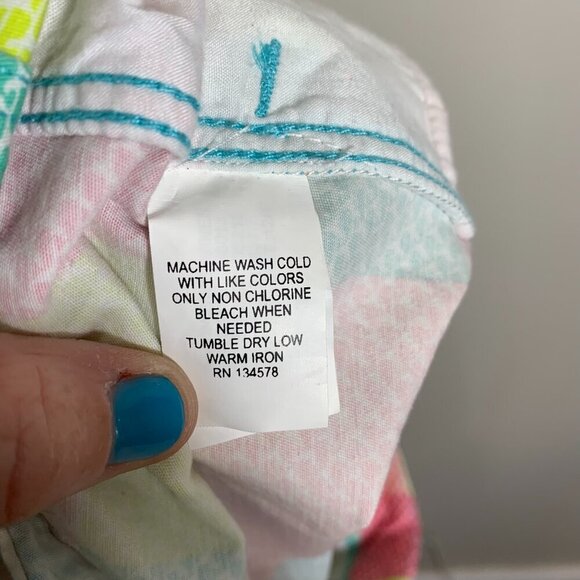 MACHINE WASH COLD
WITH LIKE COLORS
ONLY NON CHLORINE
BLEACH WHEN
NEEDED
TUMBLE DRY LOW
WARM IRON
RN 134578